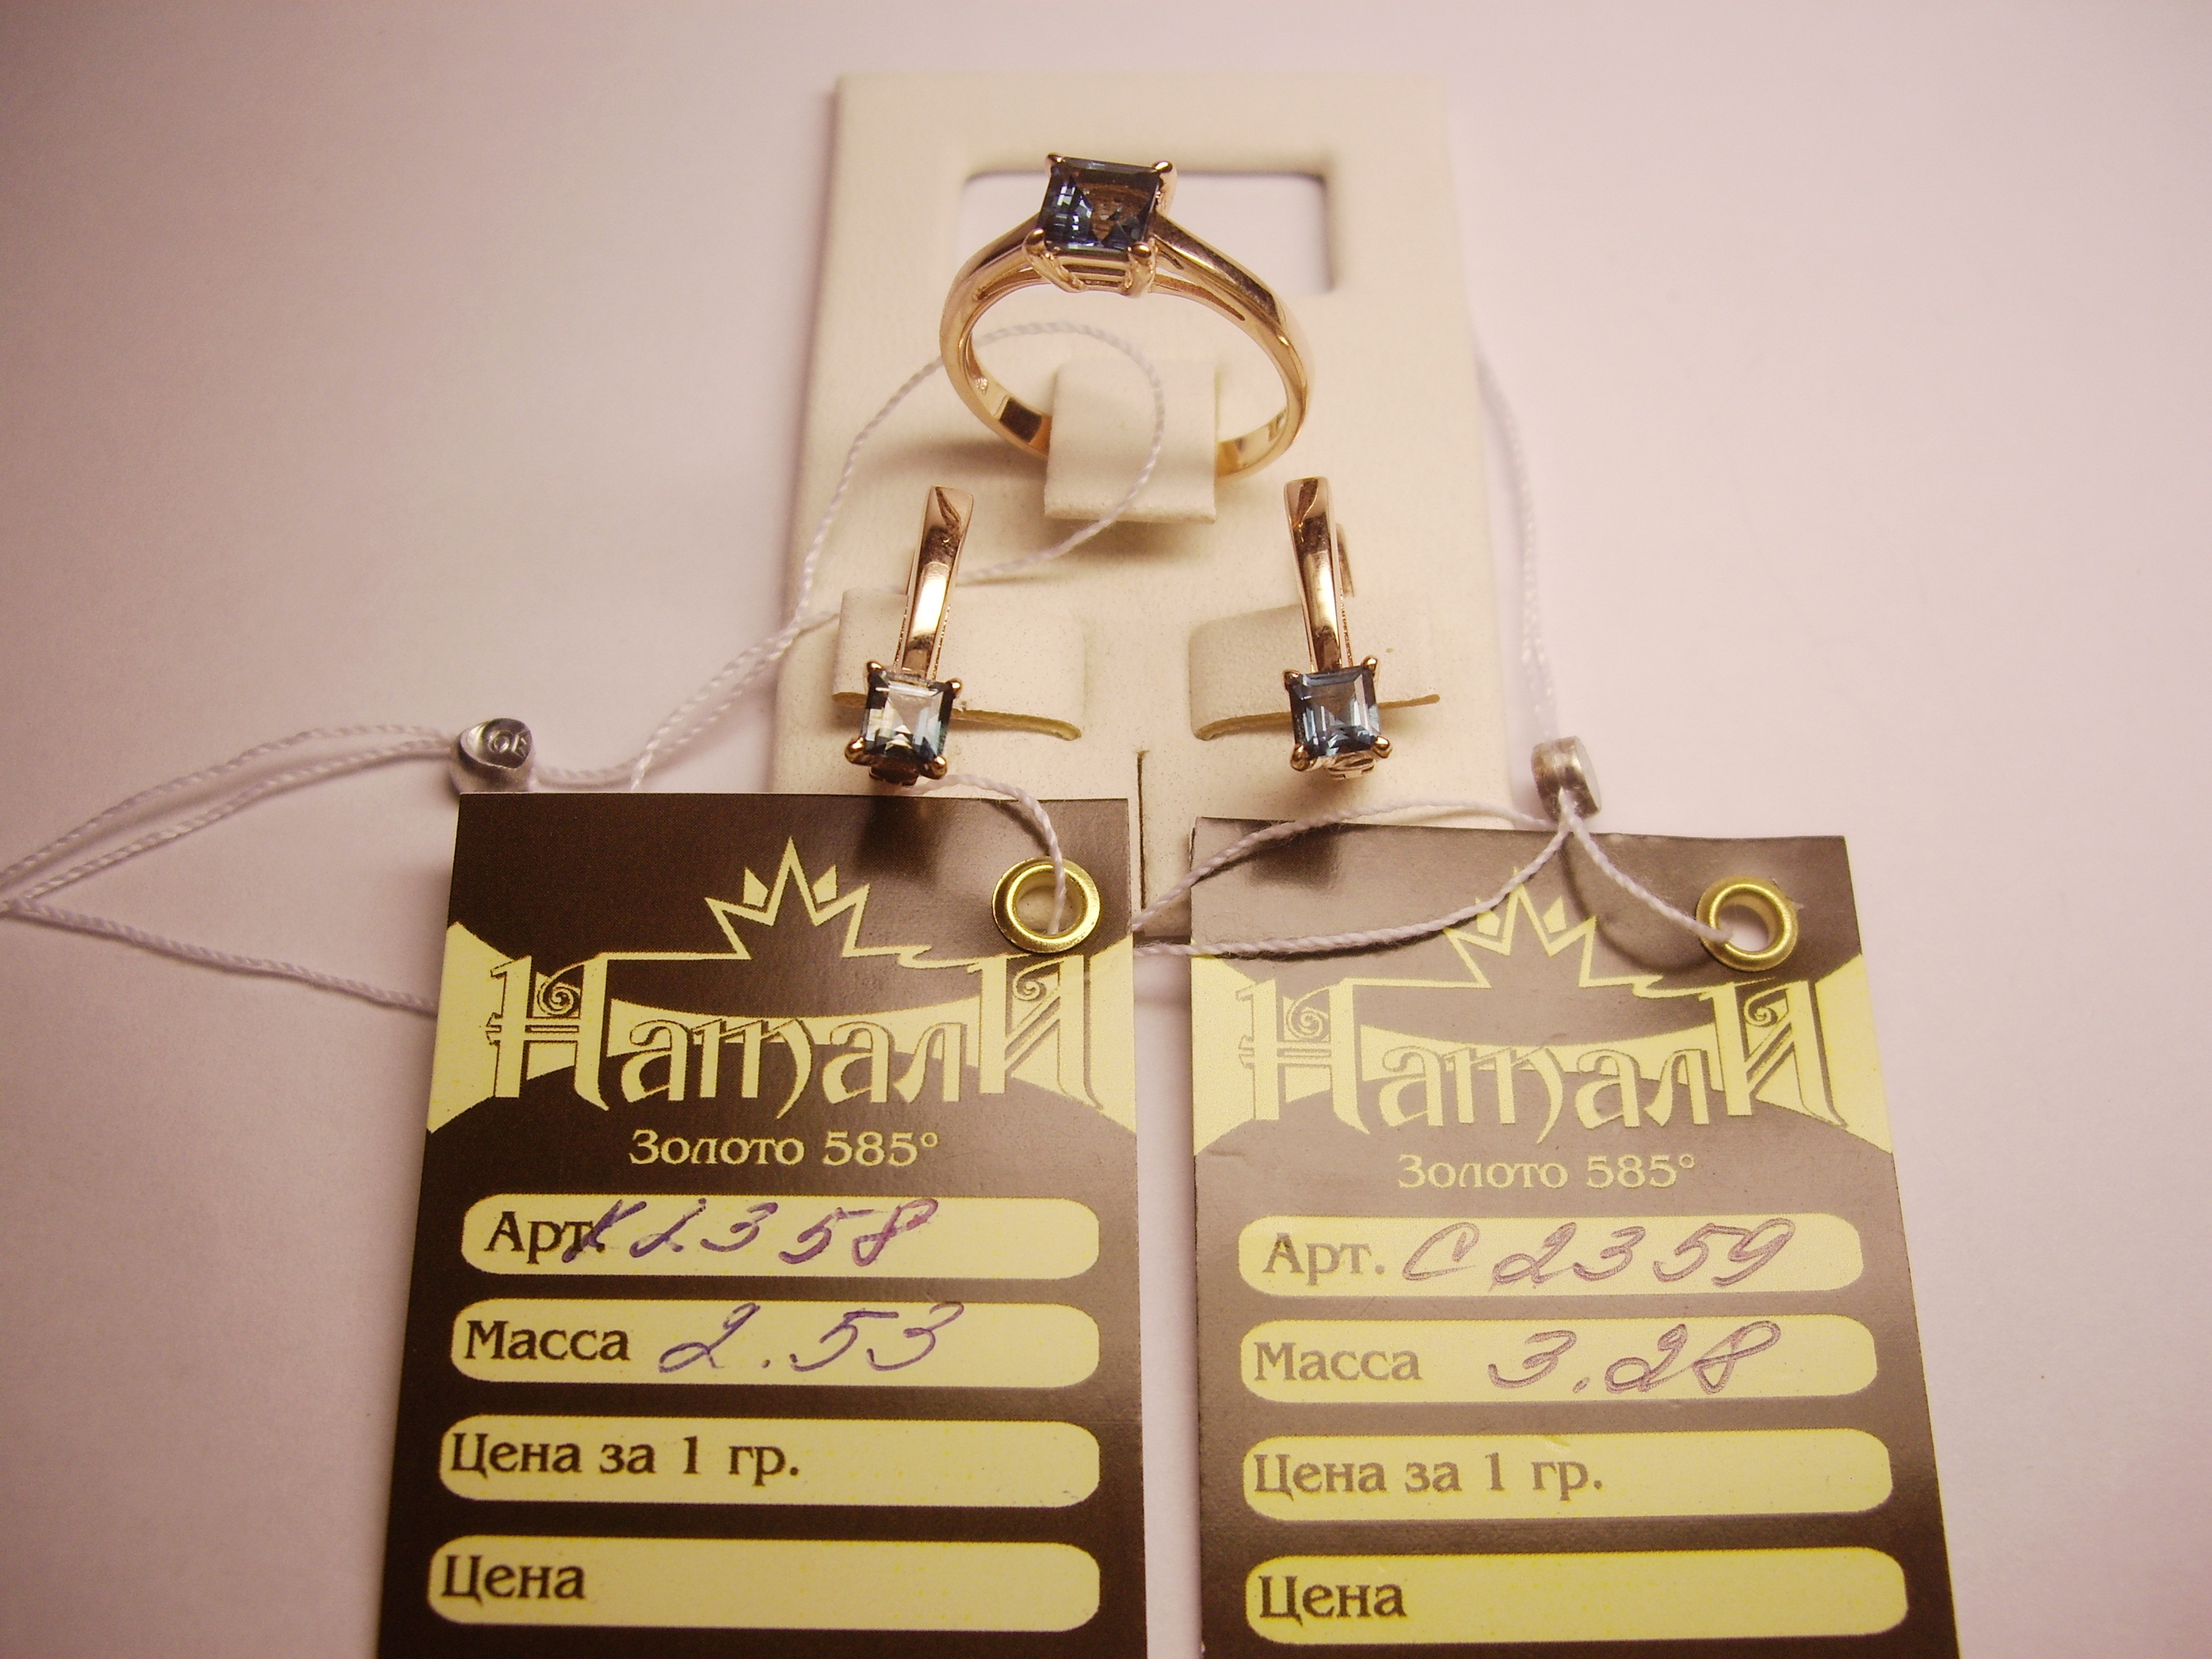 Натали
Золото 585°
Арт. К2358
Масса 2.53
Цена за 1 гр.
Цена
Натали
Золото 585°
Арт. С2359
Масса 3.28
Цена за 1 гр.
Цена